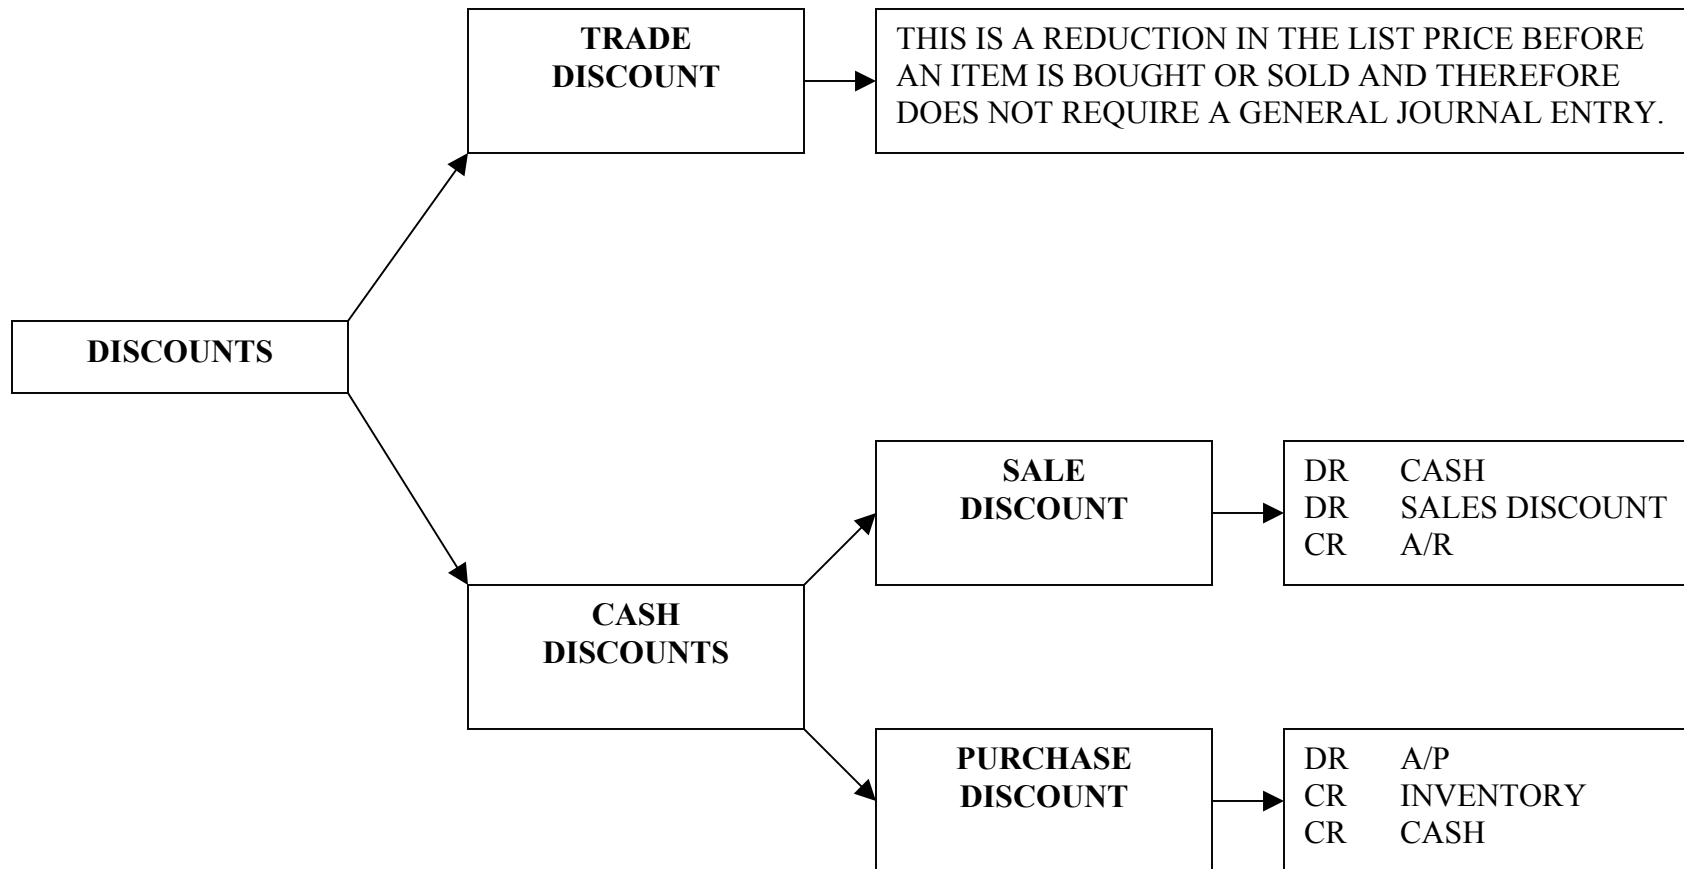 TRADE
DISCOUNT
THIS IS A REDUCTION IN THE LIST PRICE BEFORE
AN ITEM IS BOUGHT OR SOLD AND THEREFORE
DOES NOT REQUIRE A GENERAL JOURNAL ENTRY.
DISCOUNTS
CASH
DISCOUNTS
SALE
DISCOUNT
DR CASH
DR SALES DISCOUNT
CR A/R
PURCHASE
DISCOUNT
DR A/P
CR INVENTORY
CR CASH